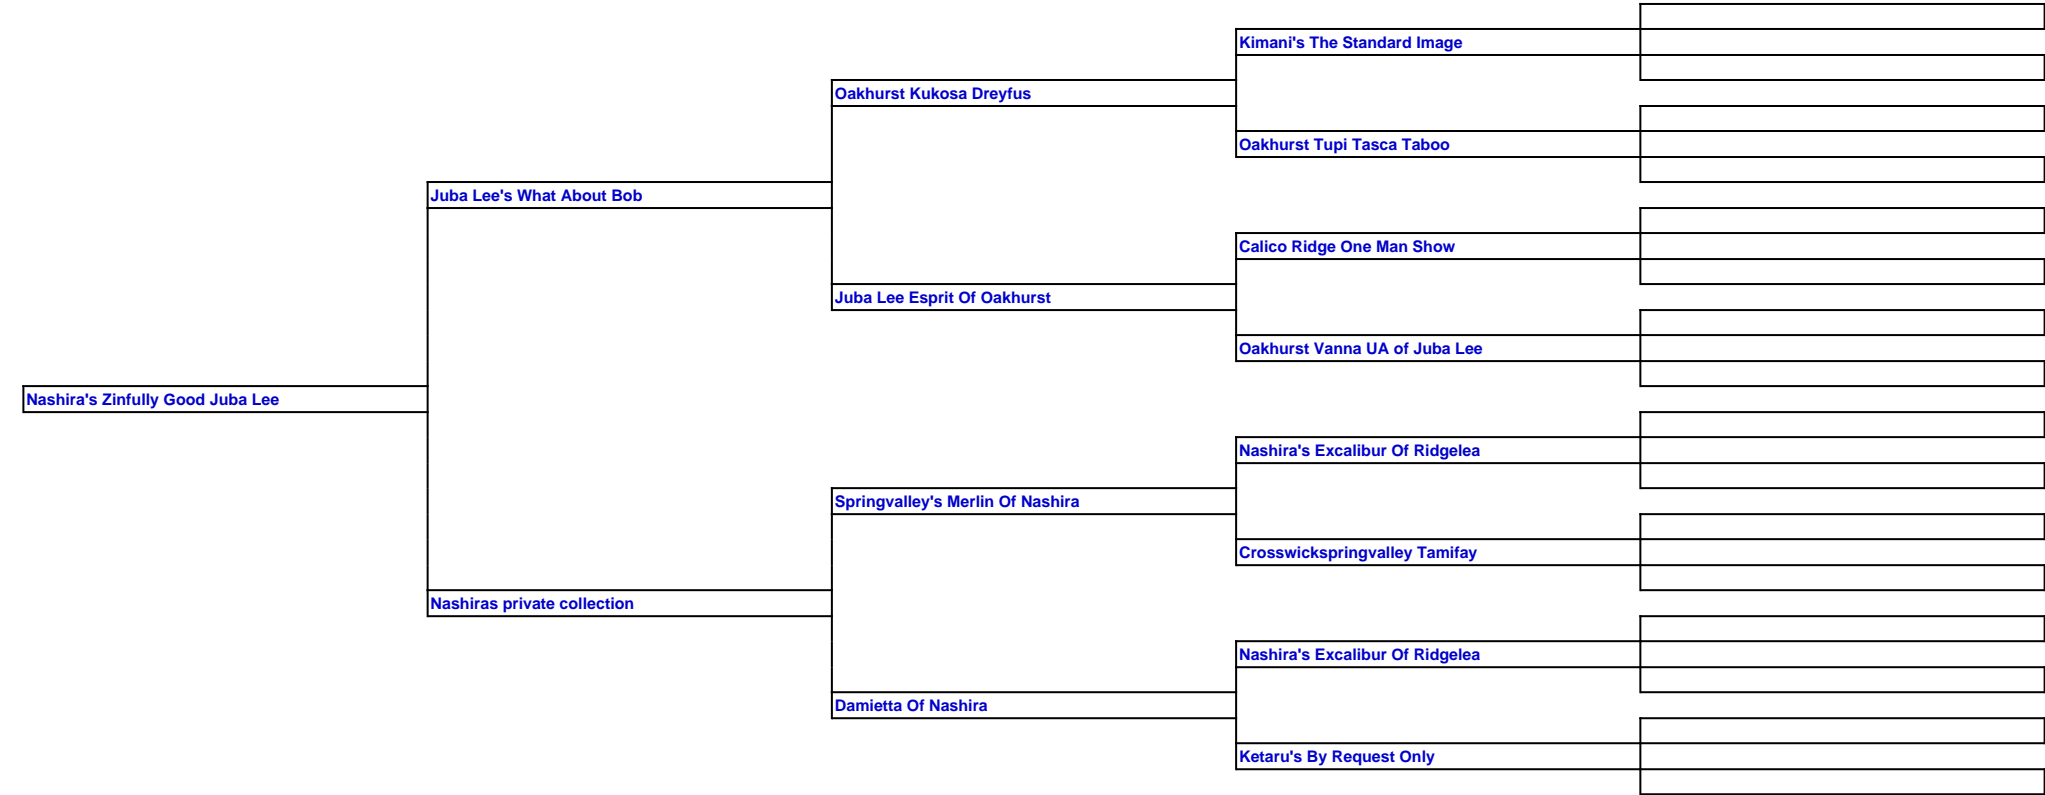 Kimani's The Standard Image
Oakhurst Kukosa Dreyfus
Oakhurst Tupi Tasca Taboo
Juba Lee's What About Bob
Calico Ridge One Man Show
Juba Lee Esprit Of Oakhurst
Oakhurst Vanna UA of Juba Lee
Nashira's Zinfully Good Juba Lee
Nashira's Excalibur Of Ridgelea
Springvalley's Merlin Of Nashira
Crosswickspringvalley Tamifay
Nashiras private collection
Nashira's Excalibur Of Ridgelea
Damietta Of Nashira
Ketaru's By Request Only